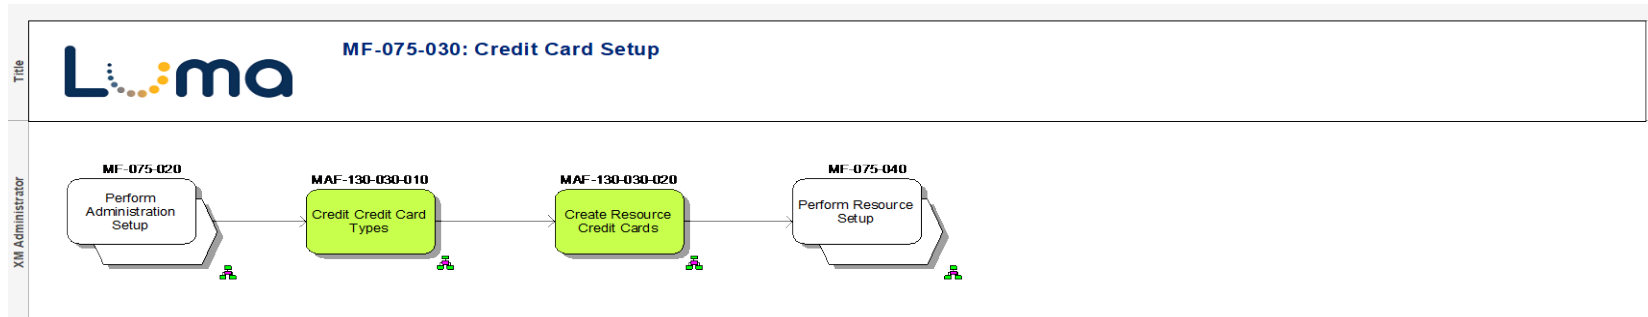 Title
Luma
MF-075-030: Credit Card Setup
XM Administrator
MF-075-020
Perform
Administration
Setup
MAF-130-030-010
Credit Credit Card
Types
MAF-130-030-020
Create Resource
Credit Cards
MF-075-040
Perform Resource
Setup